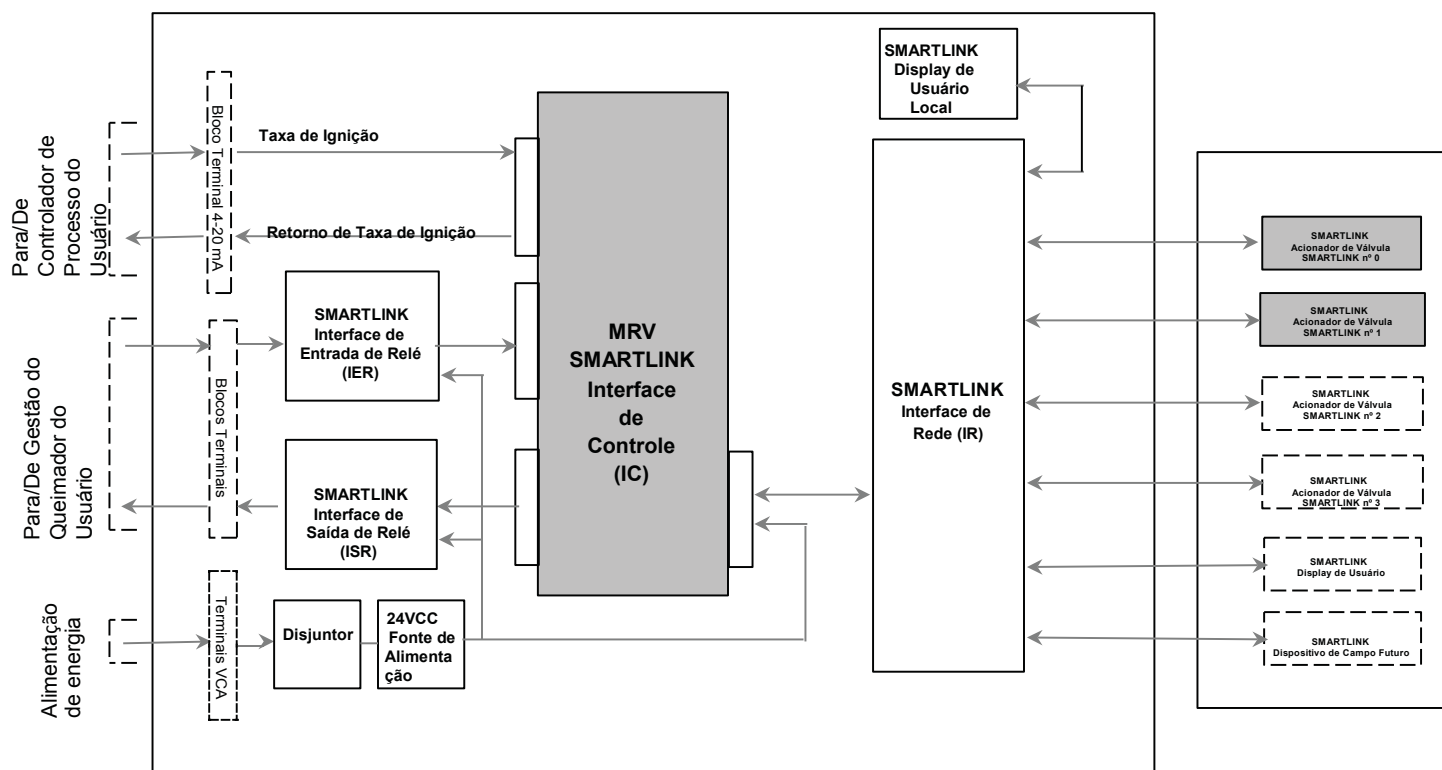 Para/De
Controlador de
Processo do
Usuário
Bloco Terminal 4-20 mA
Taxa de Ignição
Retorno de Taxa de Ignição
Para/De Gestão do
Queimador do
Usuário
Blocos Terminais
SMARTLINK
Interface de
Entrada de Relé
(IER)
SMARTLINK
Interface de
Saída de Relé
(ISR)
Alimentação
de energia
Terminais VCA
Disjuntor
24VCC
Fonte de
Alimenta
ção
MRV
SMARTLINK
Interface
de
Controle
(IC)
SMARTLINK
Display de
Usuário
Local
SMARTLINK
Interface de
Rede (IR)
SMARTLINK
Acionador de Válvula
SMARTLINK nº 0
SMARTLINK
Acionador de Válvula
SMARTLINK nº 1
SMARTLINK
Acionador de Válvula
SMARTLINK nº 2
SMARTLINK
Acionador de Válvula
SMARTLINK nº 3
SMARTLINK
Display de Usuário
SMARTLINK
Dispositivo de Campo Futuro